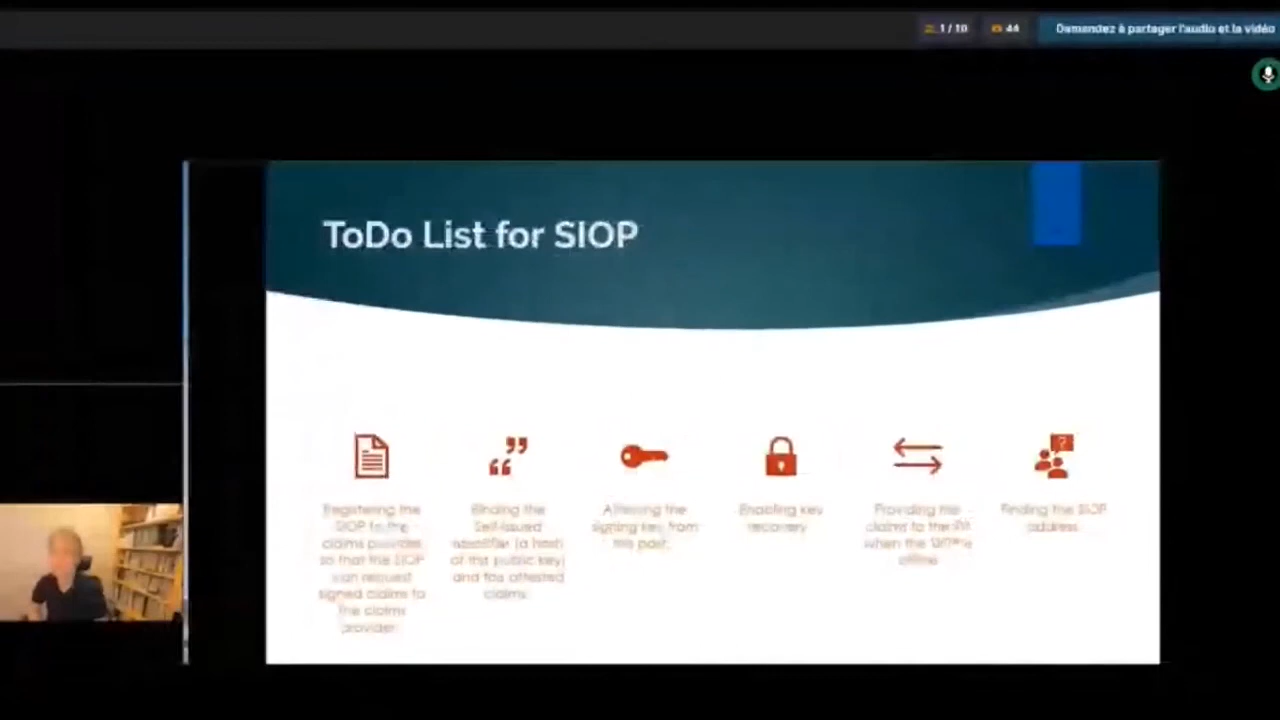 1 / 10
44
Demandez à partager l'audio et la vidéo
ToDo List for SIOP
Registering the
SIOP to the
claims provider
so that the SIOP
can request
signed claims to
the claims
provider.
Binding the
Self-issued
identifier (a hash
of the public key)
and the attested
claims.
Attesting the
signing key from
the past.
Enabling key
recovery
Providing the
claims to the RP
when the SIOP is
offline
Finding the SIOP
address
?